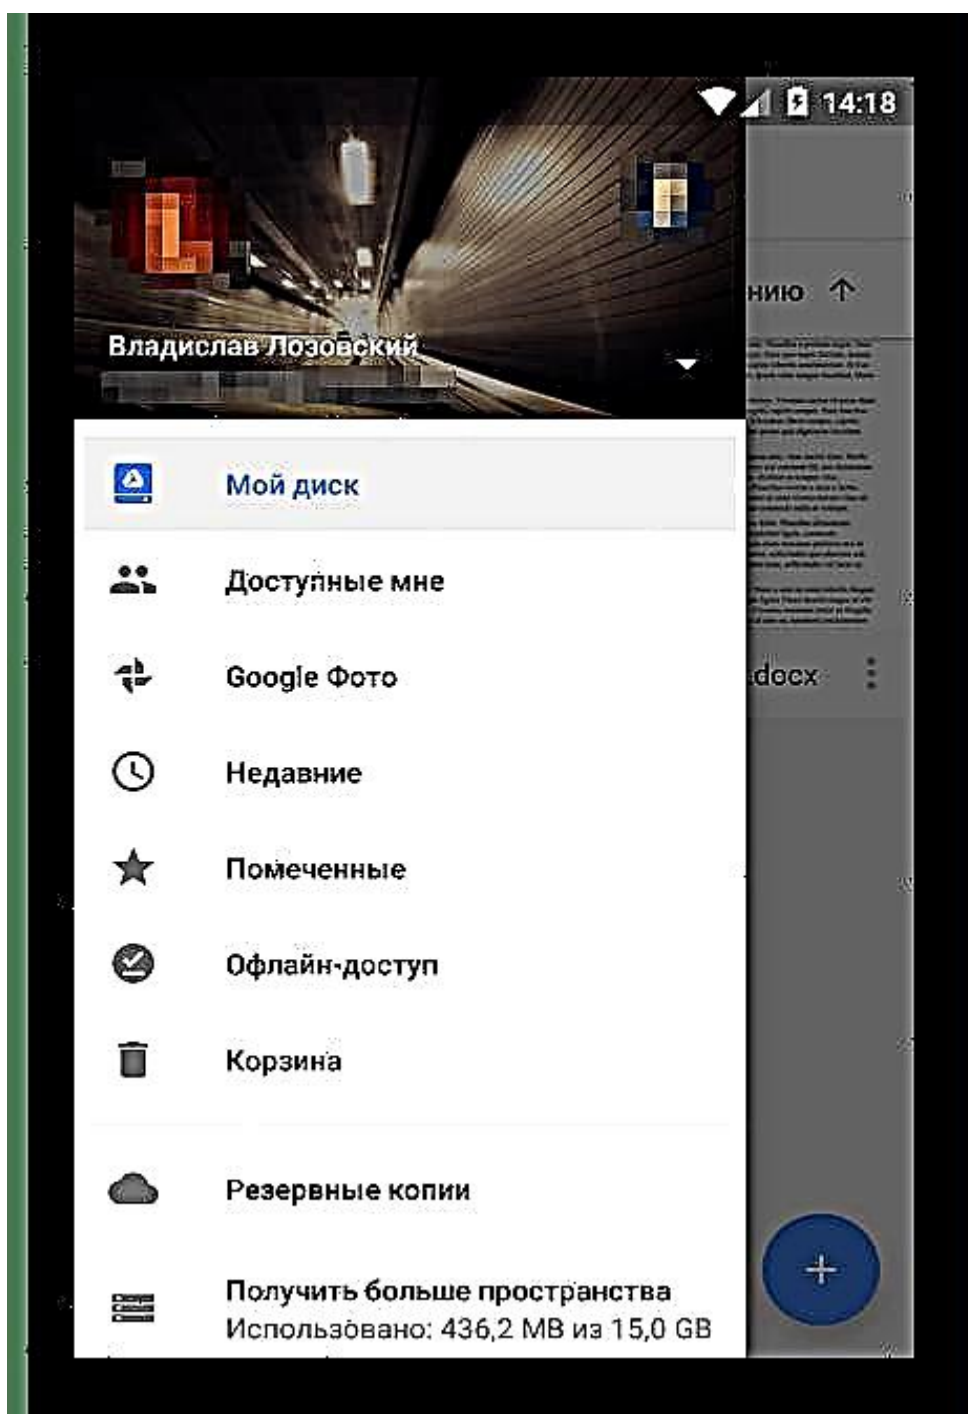 14:18
L
нию
Владислав Лозовский
Мой диск
Доступные мне
Google Фото
.docx
Недавние
Помеченные
Офлайн-доступ
Корзина
Резервные копии
Получить больше пространства
Использовано: 436,2 MB из 15,0 GB